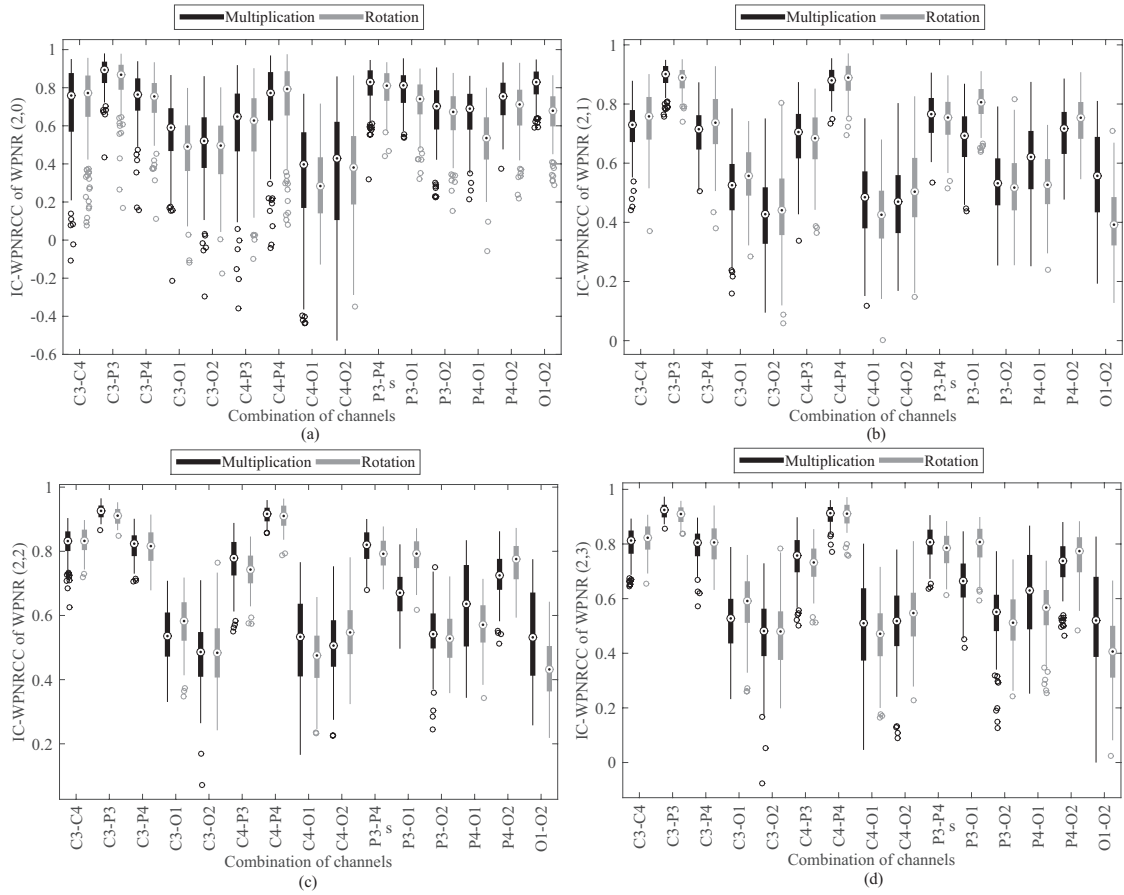 Multiplication Rotation
IC-WPNRCC of WPNR (2,0)
1
0.8
0.6
0.4
0.2
0
-0.2
-0.4
-0.6
C3-C4
C3-P3
C3-P4
C3-O1
C3-O2
C4-P3
C4-P4
C4-O1
C4-O2
P3-P4
s
P3-O1
P3-O2
P4-O1
P4-O2
O1-O2
Combination of channels
(a)
Multiplication Rotation
IC-WPNRCC of WPNR (2,1)
1
0.8
0.6
0.4
0.2
0
C3-C4
C3-P3
C3-P4
C3-O1
C3-O2
C4-P3
C4-P4
C4-O1
C4-O2
P3-P4
s
P3-O1
P3-O2
P4-O1
P4-O2
O1-O2
Combination of channels
(b)
Multiplication Rotation
IC-WPNRCC of WPNR (2,2)
1
0.8
0.6
0.4
0.2
C3-C4
C3-P3
C3-P4
C3-O1
C3-O2
C4-P3
C4-P4
C4-O1
C4-O2
P3-P4
s
P3-O1
P3-O2
P4-O1
P4-O2
O1-O2
Combination of channels
(c)
Multiplication Rotation
IC-WPNRCC of WPNR (2,3)
1
0.8
0.6
0.4
0.2
0
C3-C4
C3-P3
C3-P4
C3-O1
C3-O2
C4-P3
C4-P4
C4-O1
C4-O2
P3-P4
s
P3-O1
P3-O2
P4-O1
P4-O2
O1-O2
Combination of channels
(d)